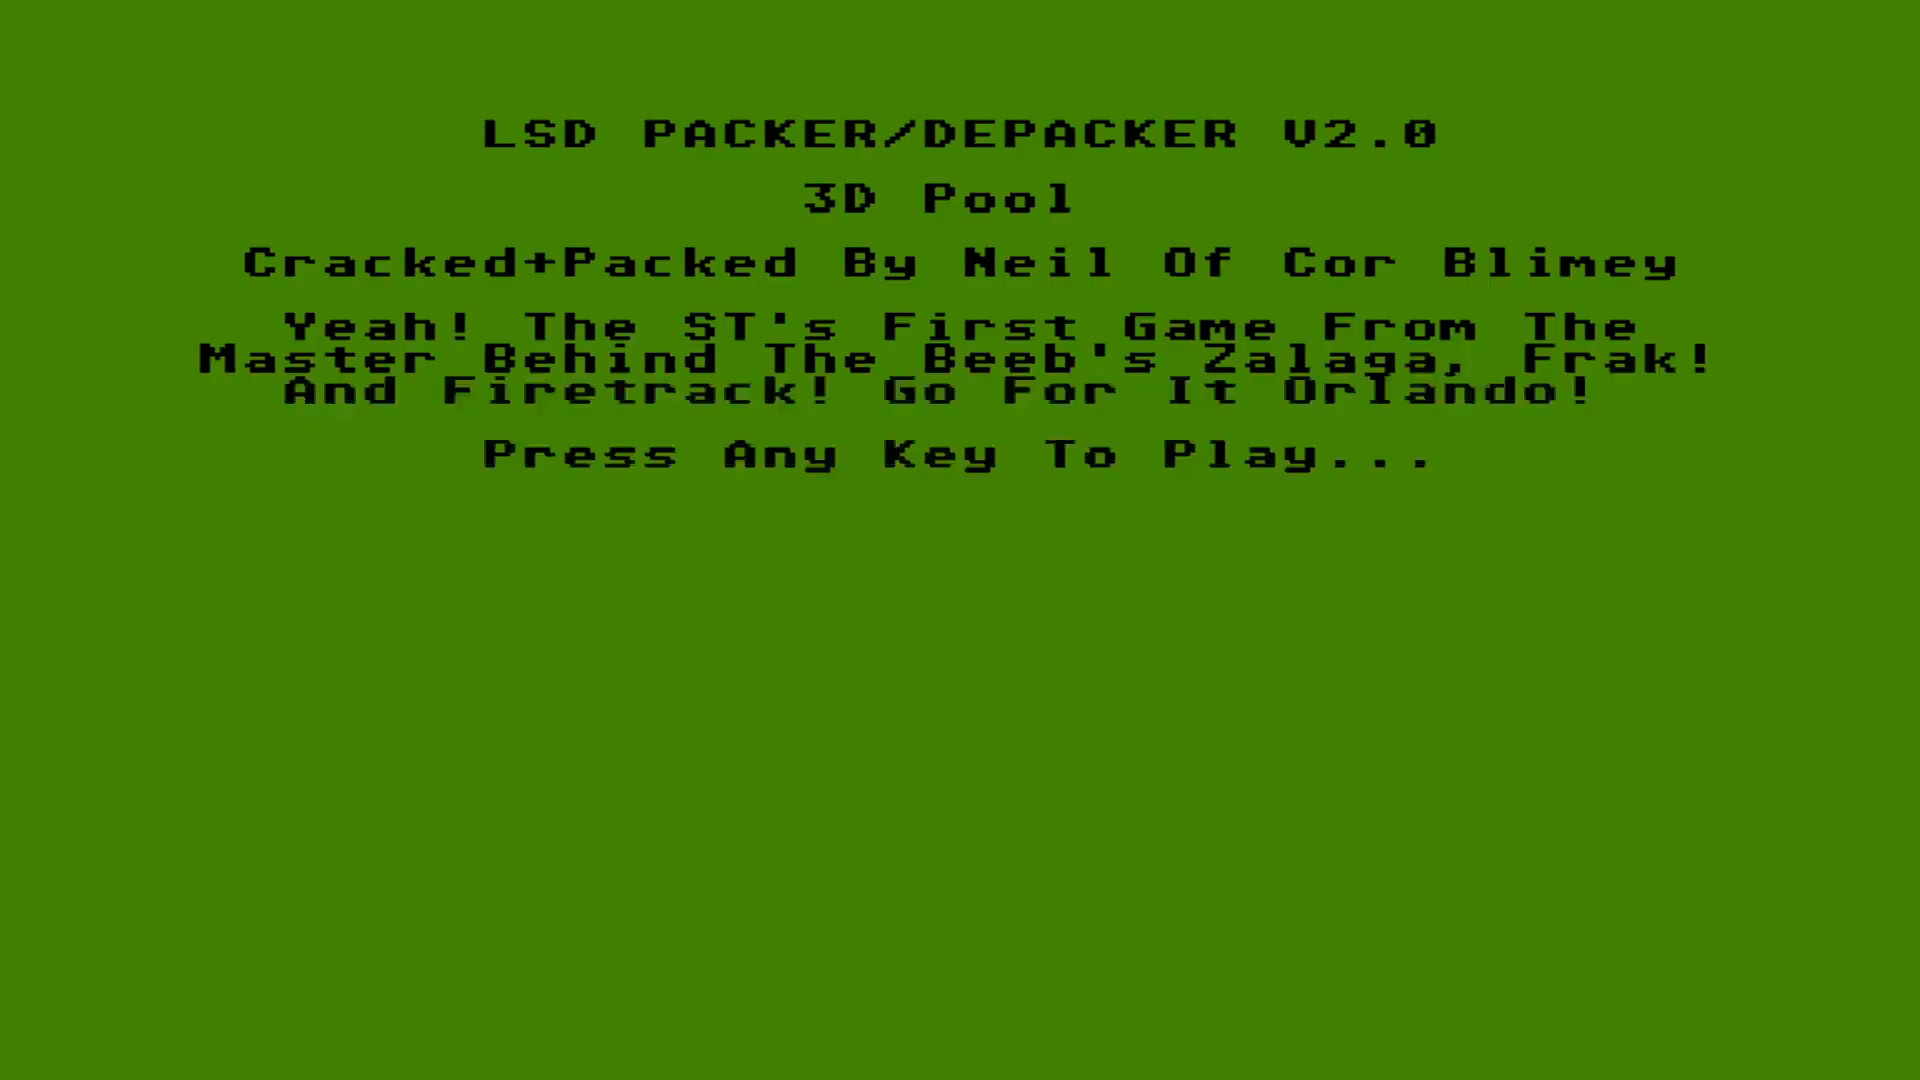 LSD PACKER/DEPACKER V2.0
3D Pool
Cracked+Packed By Neil Of Cor Blimey
Yeah! The ST's First Game From The
Master Behind The Beeb's Zalaga, Frak!
And Firetrack! Go For It Orlando!
Press Any Key To Play...